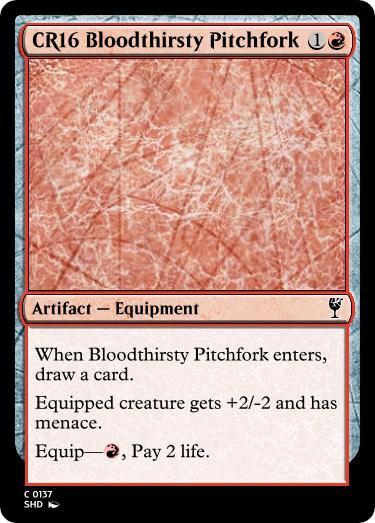 CR16 Bloodthirsty Pitchfork 1
Artifact — Equipment
When Bloodthirsty Pitchfork enters,
draw a card.
Equipped creature gets +2/-2 and has
menace.
Equip—, Pay 2 life.
C 0137
SHD